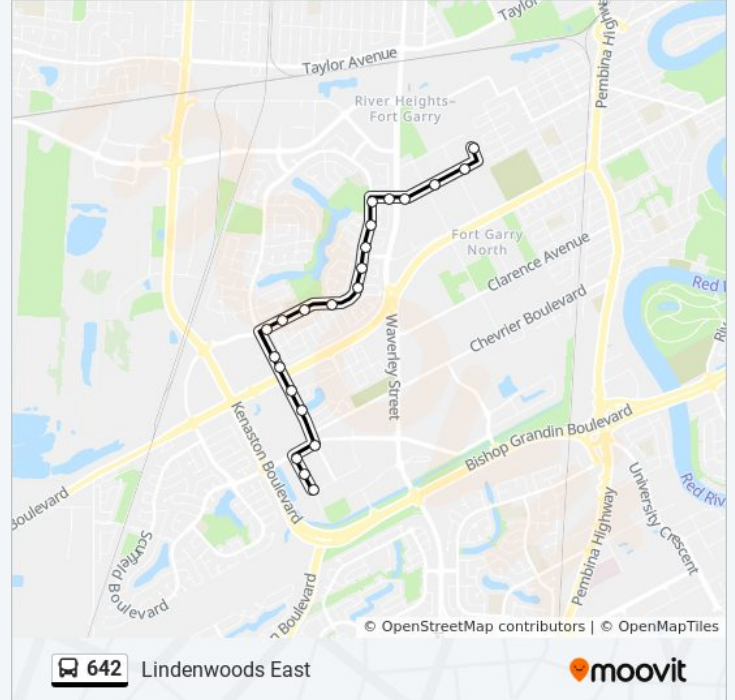 Taylor
Taylor Avenue
Pembina Highway
River Heights–
Fort Garry
Fort Garry
North
Clarence Avenue
Chevrier Boulevard
Red
Waverley Street
Kenaston Boulevard
Bishop Grandin Boulevard
Boulevard
Scurfield
Boulevard
University Crescent
Red Riv
Pembina Highway
n Boulevard
© OpenStreetMap contributors | © OpenMapTiles
642 Lindenwoods East
moovit